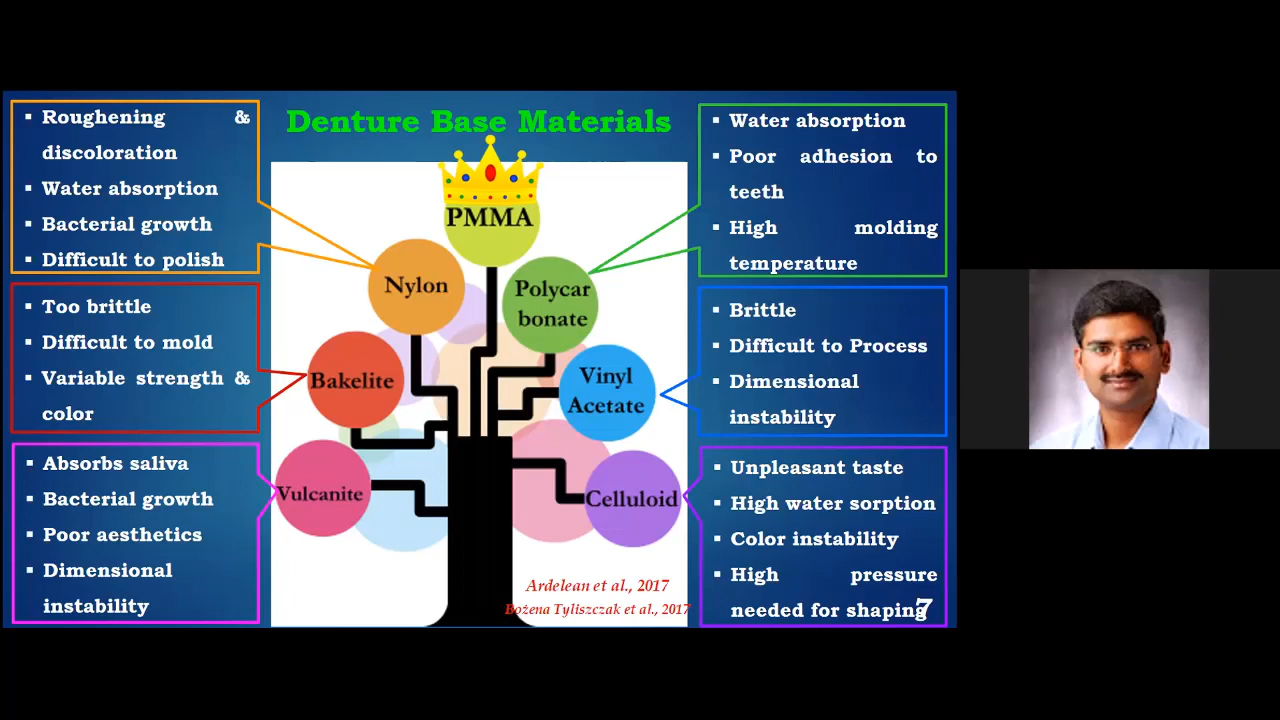 Denture Base Materials
▪ Roughening &
discoloration
▪ Water absorption
▪ Bacterial growth
▪ Difficult to polish
▪ Too brittle
▪ Difficult to mold
▪ Variable strength &
color
▪ Absorbs saliva
▪ Bacterial growth
▪ Poor aesthetics
▪ Dimensional
instability
PMMA
Nylon
Polycar
bonate
Bakelite
Vinyl
Acetate
Vulcanite
Celluloid
Ardelean et al., 2017
Bożena Tyliszczak et al., 2017
▪ Water absorption
▪ Poor adhesion to
teeth
▪ High molding
temperature
▪ Brittle
▪ Difficult to Process
▪ Dimensional
instability
▪ Unpleasant taste
▪ High water sorption
▪ Color instability
▪ High pressure
needed for shaping
7